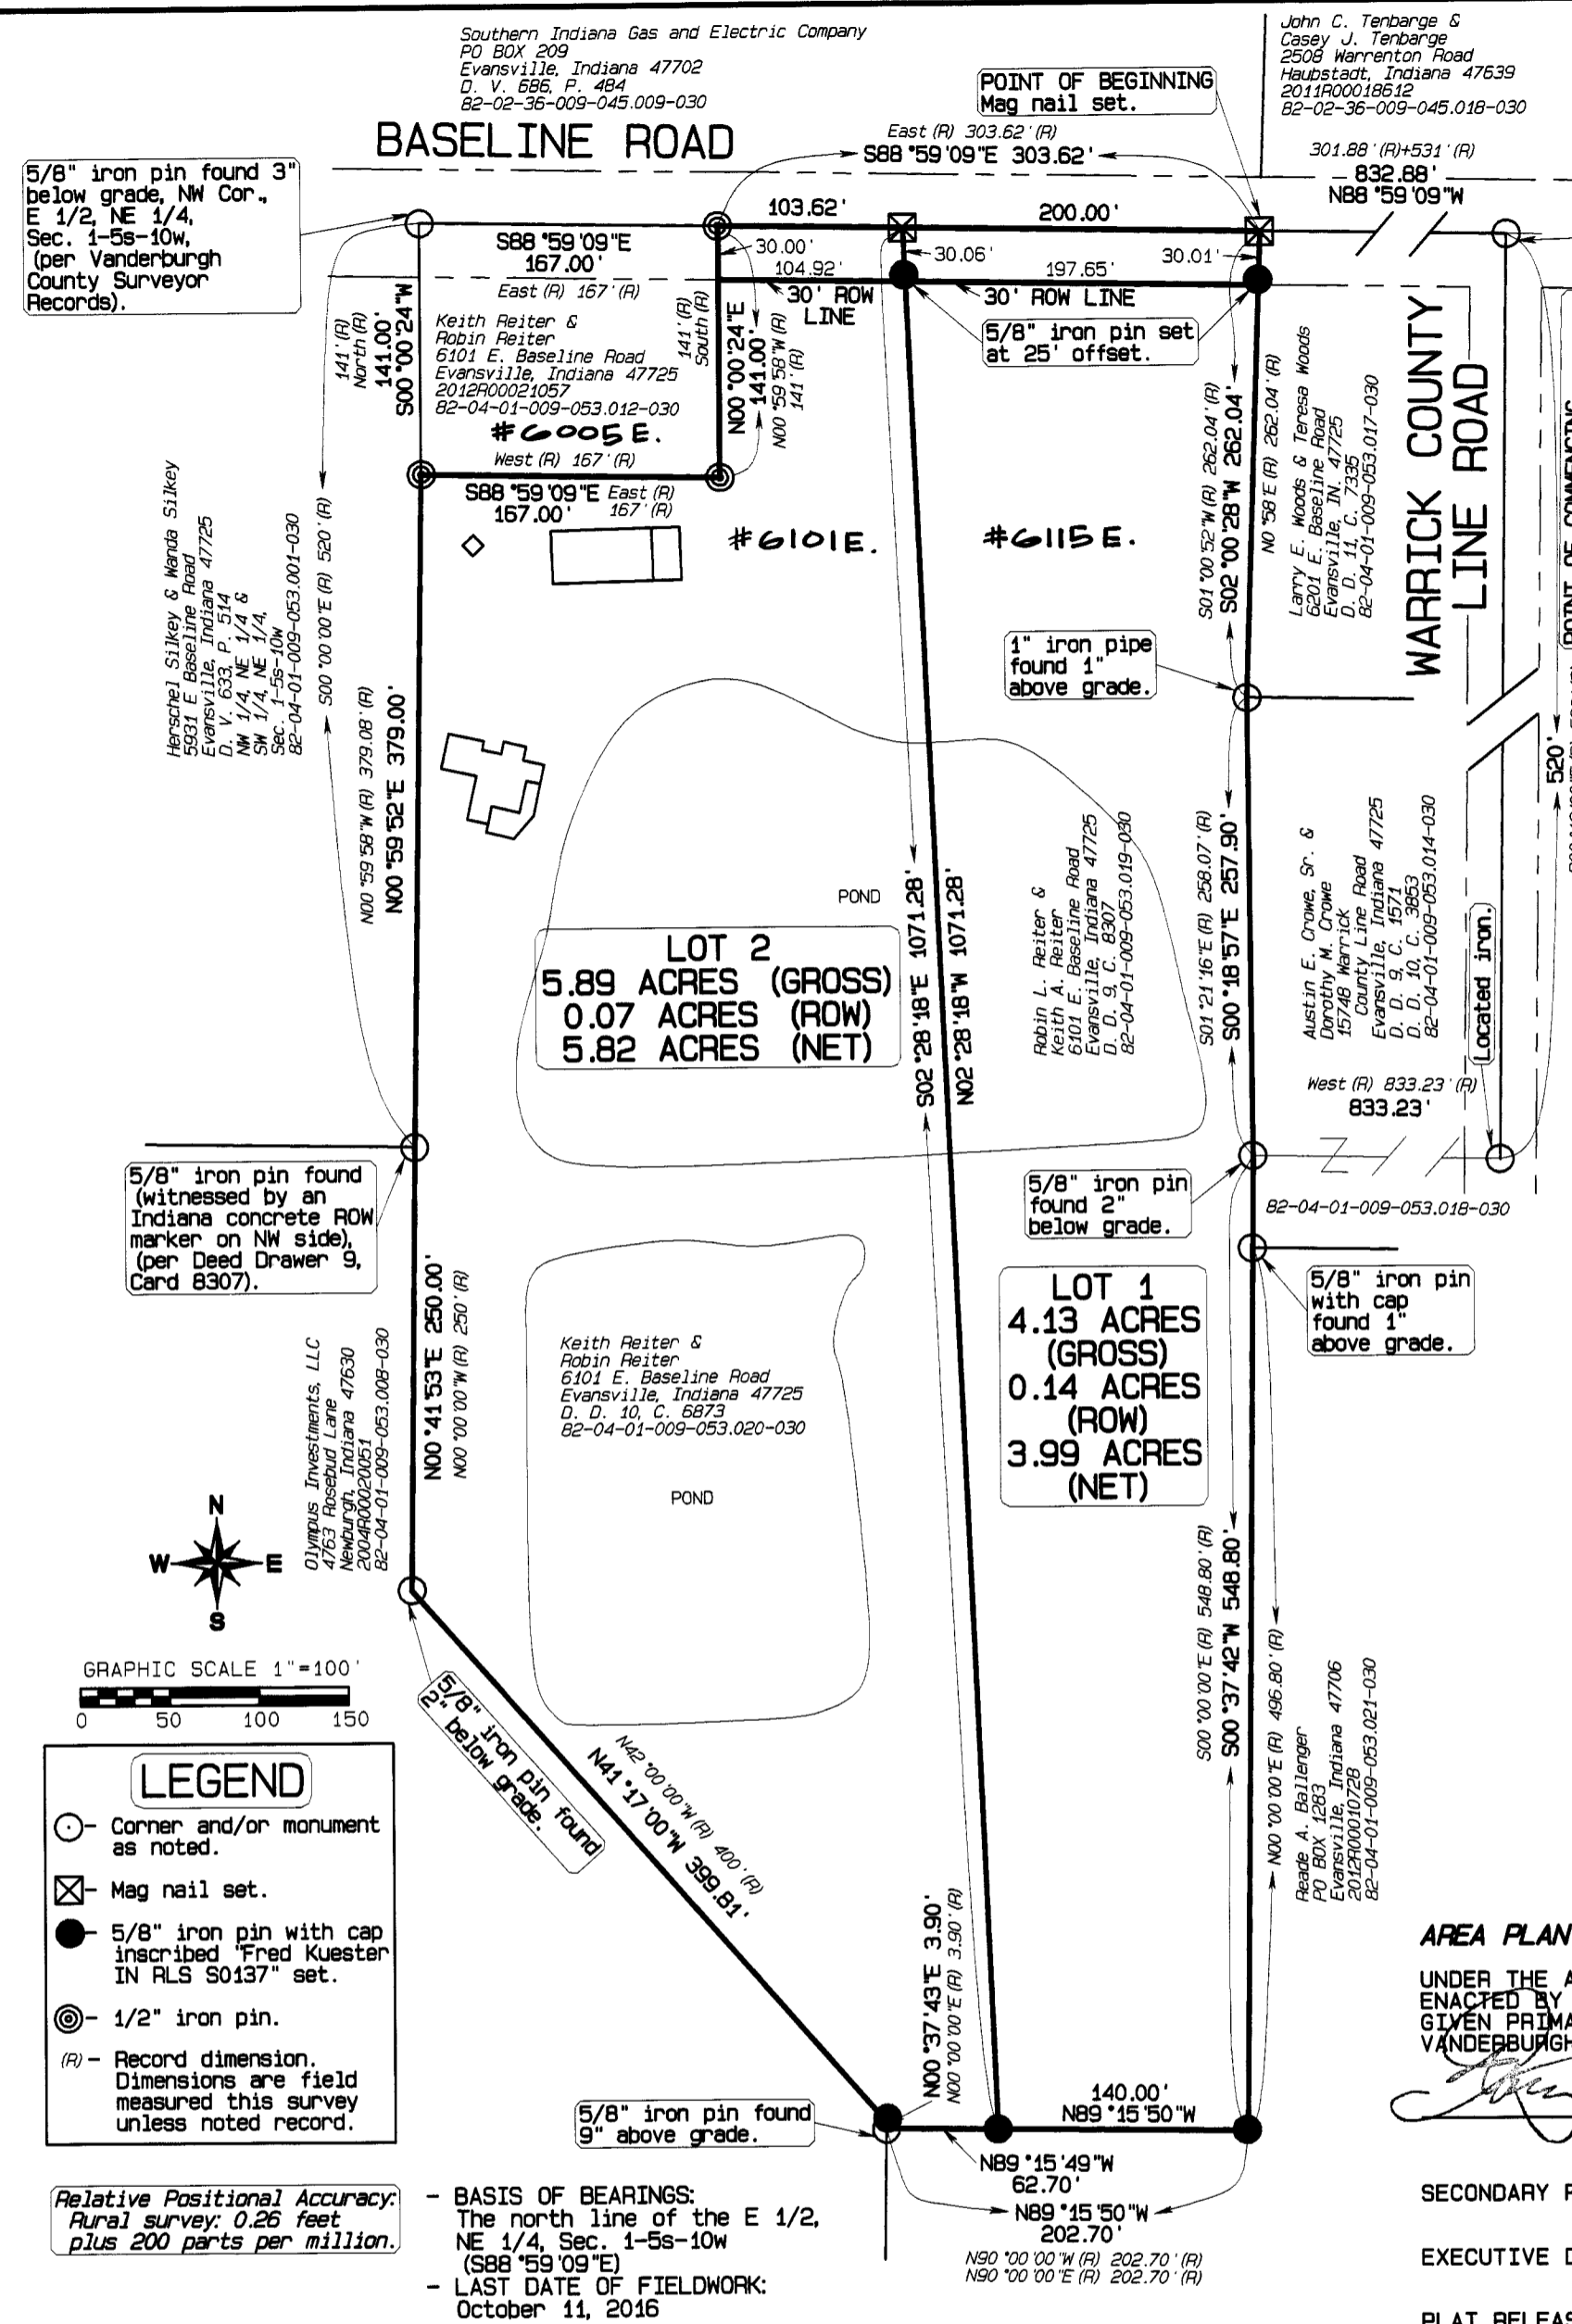 Southern Indiana Gas and Electric Company
PO BOX 209
Evansville, Indiana 47702
D. V. 686, P. 484
82-02-36-009-045.009-030
John C. Tenbarge &
Casey J. Tenbarge
2508 Warrenton Road
Haubstadt, Indiana 47639
2011R00018612
82-02-36-009-045.018-030
POINT OF BEGINNING
Mag nail set.
BASELINE ROAD
East (R) 303.62'(R)
S88°59'09"E 303.62'
301.88'(R)+531'(R)
832.88'
N88°59'09"W
5/8" iron pin found 3"
below grade, NW Cor.,
E 1/2, NE 1/4,
Sec. 1-5s-10w,
(per Vanderburgh
County Surveyor
Records).
103.62'
200.00'
S88°59'09"E
167.00'
30.00'
30.06'
30.01'
104.92'
197.65'
East (R) 167'(R)
30' ROW
LINE
30' ROW LINE
5/8" iron pin set
at 25' offset.
141'(R)
North(R)
141.00'
S00°00'24"W
Keith Reiter &
Robin Reiter
6101 E. Baseline Road
Evansville, Indiana 47725
2012R00021057
82-04-01-009-053.012-030
#6005E.
West (R) 167'(R)
141'(R)
South(R)
N00°00'24"E
141.00'
N00°59'58"W(R)
141'(R)
S88°59'09"E East (R)
167.00' 167'(R)
#6101E.
#6115E.
S01°00'52"W(R) 262.04'(R)
S02°00'28"W 262.04'
N0°58'E(R) 262.04'(R)
Larry E. Woods & Teresa Woods
6201 E. Baseline Road
Evansville, IN. 47725
D. D. 11, C. 7335
82-04-01-009-053.017-030
WARRICK COUNTY
LINE ROAD
POINT OF COMMENCING
520'
Herschel Silkey & Wanda Silkey
5931 E Baseline Road
Evansville, Indiana 47725
D. V. 633, P. 514
NW 1/4, NE 1/4 &
SW 1/4, NE 1/4,
Sec. 1-5s-10w
82-04-01-009-053.001-030
S00°00'00"E(R) 520'(R)
N00°59'58"W(R) 379.08'(R)
N00°59'52"E 379.00'
1" iron pipe
found 1"
above grade.
POND
LOT 2
5.89 ACRES (GROSS)
0.07 ACRES (ROW)
5.82 ACRES (NET)
S02°28'18"E 1071.28'
N02°28'18"W 1071.28'
Robin L. Reiter &
Keith A. Reiter
6101 E. Baseline Road
Evansville, Indiana 47725
D. D. 9, C. 8307
82-04-01-009-053.019-030
S01°21'16"E(R) 258.07'(R)
S00°18'57"E 257.90'
Austin E. Crowe, Sr. &
Dorothy M. Crowe
15748 Warrick
County Line Road
Evansville, Indiana 47725
D. D. 9, C. 1571
D. D. 10, C. 3853
82-04-01-009-053.014-030
Located iron.
West (R) 833.23'(R)
833.23'
5/8" iron pin found
(witnessed by an
Indiana concrete ROW
marker on NW side),
(per Deed Drawer 9,
Card 8307).
5/8" iron pin
found 2"
below grade.
82-04-01-009-053.018-030
5/8" iron pin
with cap
found 1"
above grade.
LOT 1
4.13 ACRES
(GROSS)
0.14 ACRES
(ROW)
3.99 ACRES
(NET)
N00°41'53"E 250.00'
N00°00'00"W(R) 250'(R)
Keith Reiter &
Robin Reiter
6101 E. Baseline Road
Evansville, Indiana 47725
D. D. 10, C. 6873
82-04-01-009-053.020-030
POND
Olympus Investments, LLC
4763 Rosebud Lane
Newburgh, Indiana 47630
2004R00020051
82-04-01-009-053.008-030
N
W E
S
GRAPHIC SCALE 1"=100'
0 50 100 150
5/8" iron pin found
2" below grade.
N42°00'00"W(R) 400'(R)
N41°17'00"W 399.81'
S00°00'00"E(R) 548.80'(R)
S00°37'42"W 548.80'
N00°00'00"E(R) 496.80'(R)
Reade A. Ballenger
PO BOX 1283
Evansville, Indiana 47706
2012R00010728
82-04-01-009-053.021-030
LEGEND
Corner and/or monument
as noted.
Mag nail set.
5/8" iron pin with cap
inscribed "Fred Kuester
IN RLS S0137" set.
1/2" iron pin.
(R) - Record dimension.
Dimensions are field
measured this survey
unless noted record.
N00°37'43"E 3.90'
N00°00'00"E(R) 3.90'(R)
140.00'
N89°15'50"W
5/8" iron pin found
9" above grade.
N89°15'49"W
62.70'
N89°15'50"W
202.70'
N90°00'00"W(R) 202.70'(R)
N90°00'00"E(R) 202.70'(R)
Relative Positional Accuracy:
Rural survey: 0.26 feet
plus 200 parts per million.
- BASIS OF BEARINGS:
The north line of the E 1/2,
NE 1/4, Sec. 1-5s-10w
(S88°59'09"E)
- LAST DATE OF FIELDWORK:
October 11, 2016
AREA PLAN
UNDER THE A
ENACTED BY
GIVEN PRIMA
VANDERBURGH
SECONDARY P
EXECUTIVE D
PLAT RELEAS